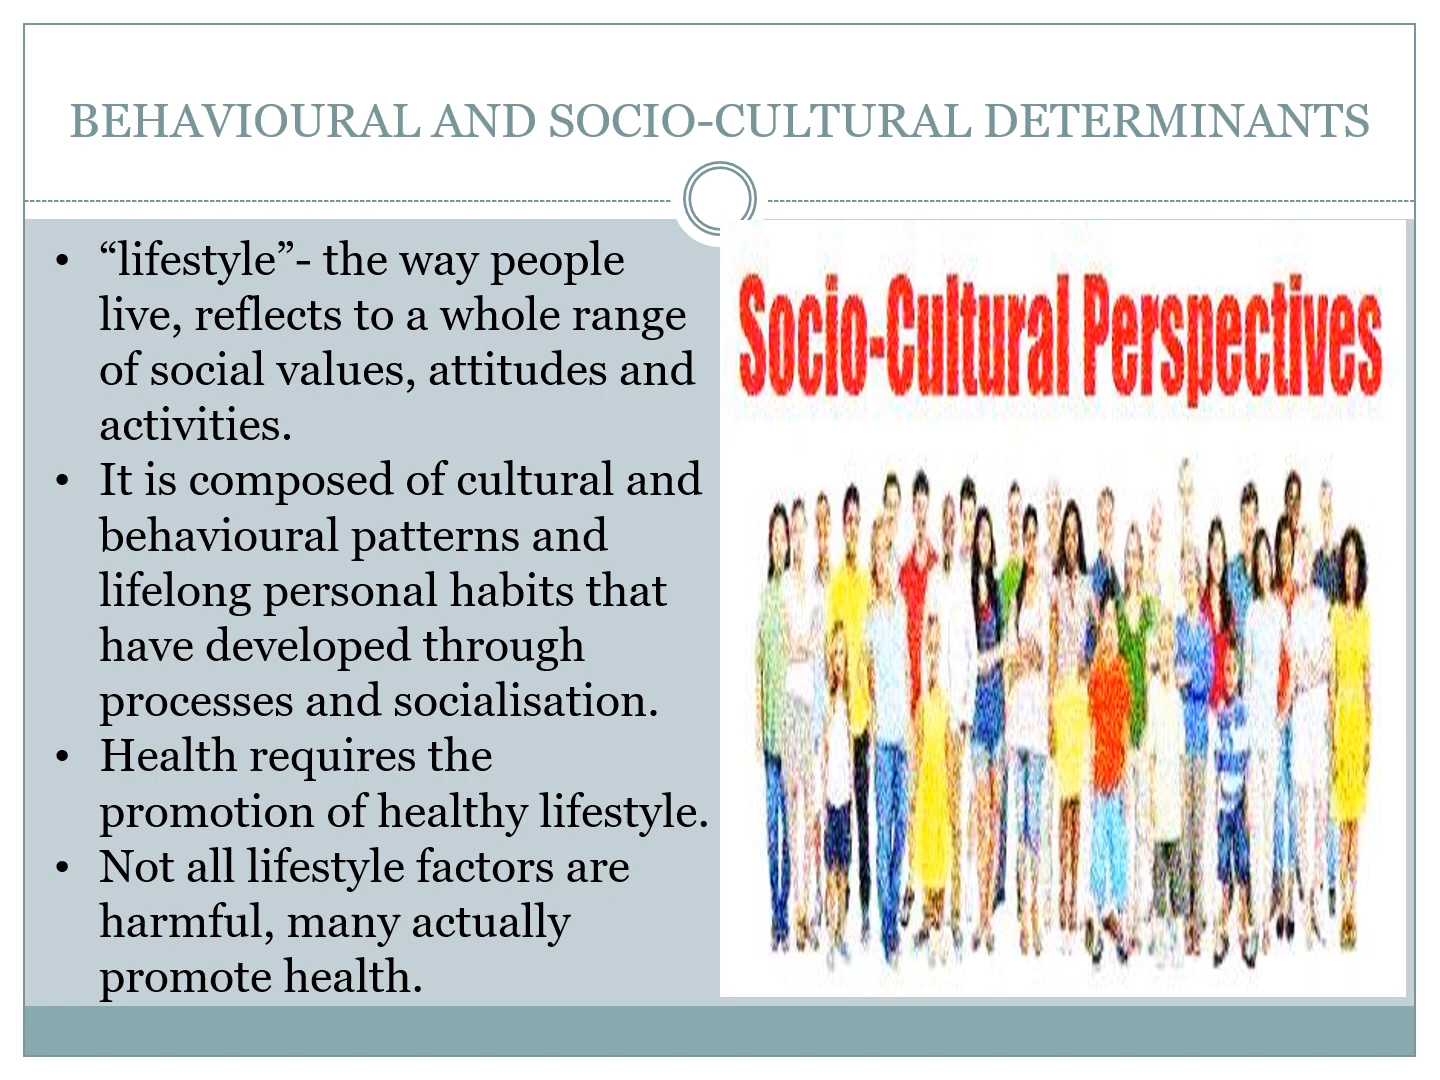 BEHAVIOURAL AND SOCIO-CULTURAL DETERMINANTS
• “lifestyle”- the way people
live, reflects to a whole range
of social values, attitudes and
activities.
• It is composed of cultural and
behavioural patterns and
lifelong personal habits that
have developed through
processes and socialisation.
• Health requires the
promotion of healthy lifestyle.
• Not all lifestyle factors are
harmful, many actually
promote health.
Socio-Cultural Perspectives